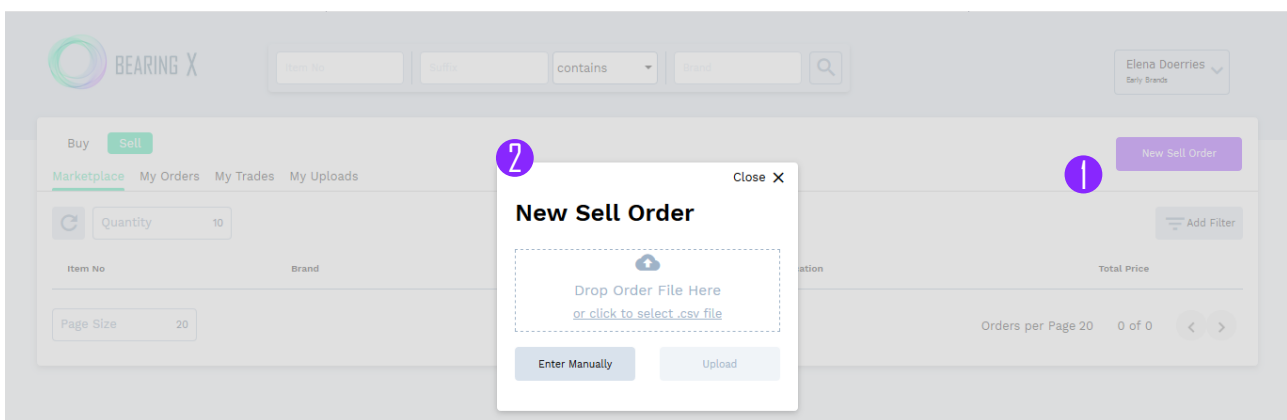 BEARING X
Item No
Suffix
contains
Brand
Elena Doerries
Early Brands
Buy
Sell
1
New Sell Order
2
Marketplace
My Orders
My Trades
My Uploads
Close X
New Sell Order
Quantity
10
Add Filter
Drop Order File Here
or click to select .csv file
Item No
Brand
ation
Total Price
Page Size
20
Orders per Page 20
0 of 0
<
>
Enter Manually
Upload